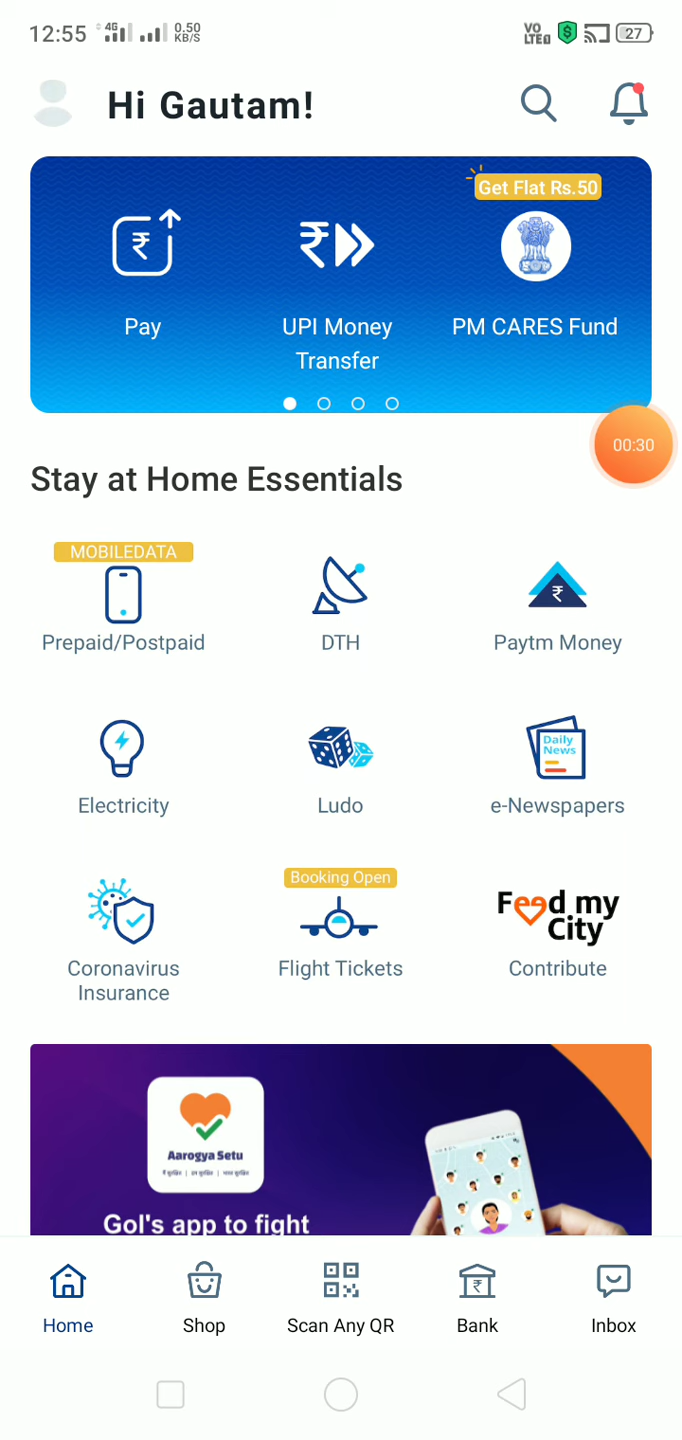 12:55
4G
0.50
KB/S
VO
LTE
27
Hi Gautam!
Get Flat Rs.50
₹
₹
Pay
UPI Money
Transfer
PM CARES Fund
00:30
Stay at Home Essentials
MOBILEDATA
₹
Prepaid/Postpaid
DTH
Paytm Money
Daily
News
Electricity
Ludo
e-Newspapers
Booking Open
Feed my
City
Coronavirus
Insurance
Flight Tickets
Contribute
Aarogya Setu
GoI's app to fight
₹
Home
Shop
Scan Any QR
Bank
Inbox